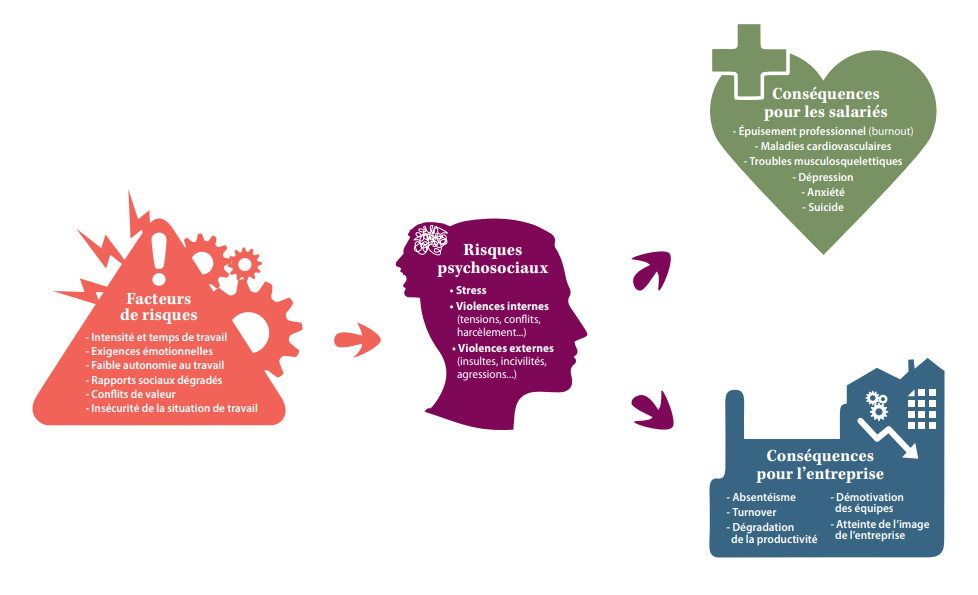 Facteurs
de risques
- Intensité et temps de travail
- Exigences émotionnelles
- Faible autonomie au travail
- Rapports sociaux dégradés
- Conflits de valeur
- Insécurité de la situation de travail
Risques
psychosociaux
• Stress
• Violences internes
(tensions, conflits,
harcèlement...)
• Violences externes
(insultes, incivilités,
agressions...)
Conséquences
pour les salariés
- Épuisement professionnel (burnout)
- Maladies cardiovasculaires
- Troubles musculosquelettiques
- Dépression
- Anxiété
- Suicide
Conséquences
pour l'entreprise
- Absentéisme
- Turnover
- Dégradation
de la productivité
- Démotivation
des équipes
- Atteinte de l'image
de l'entreprise